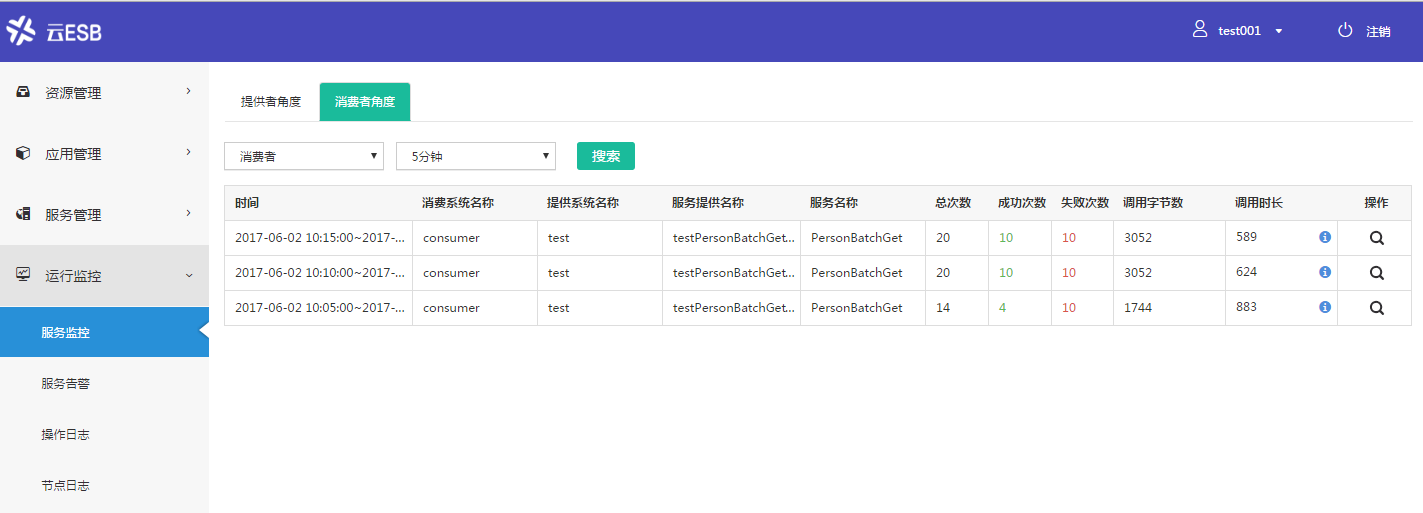 云ESB
test001
注销
资源管理
应用管理
服务管理
运行监控
服务监控
服务告警
操作日志
节点日志
提供者角度 消费者角度
消费者 5分钟 搜索
时间 消费系统名称 提供系统名称 服务提供名称 服务名称 总次数 成功次数 失败次数 调用字节数 调用时长 操作
2017-06-02 10:15:00~2017-... consumer test testPersonBatchGet... PersonBatchGet 20 10 10 3052 589
2017-06-02 10:10:00~2017-... consumer test testPersonBatchGet... PersonBatchGet 20 10 10 3052 624
2017-06-02 10:05:00~2017-... consumer test testPersonBatchGet... PersonBatchGet 14 4 10 1744 883